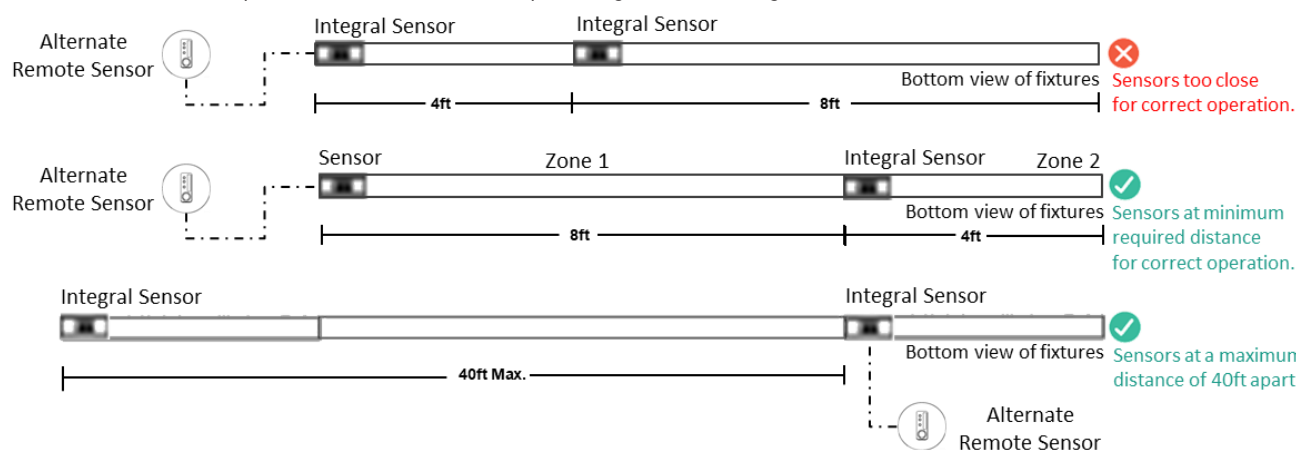 Integral Sensor
Integral Sensor
Alternate
Remote Sensor
Bottom view of fixtures
Sensors too close
for correct operation.
4ft
8ft
Sensor
Zone 1
Integral Sensor
Zone 2
Alternate
Remote Sensor
Bottom view of fixtures
Sensors at minimum
required distance
for correct operation.
8ft
4ft
Integral Sensor
Integral Sensor
Bottom view of fixtures
Sensors at a maximum
distance of 40ft apart
40ft Max.
Alternate
Remote Sensor